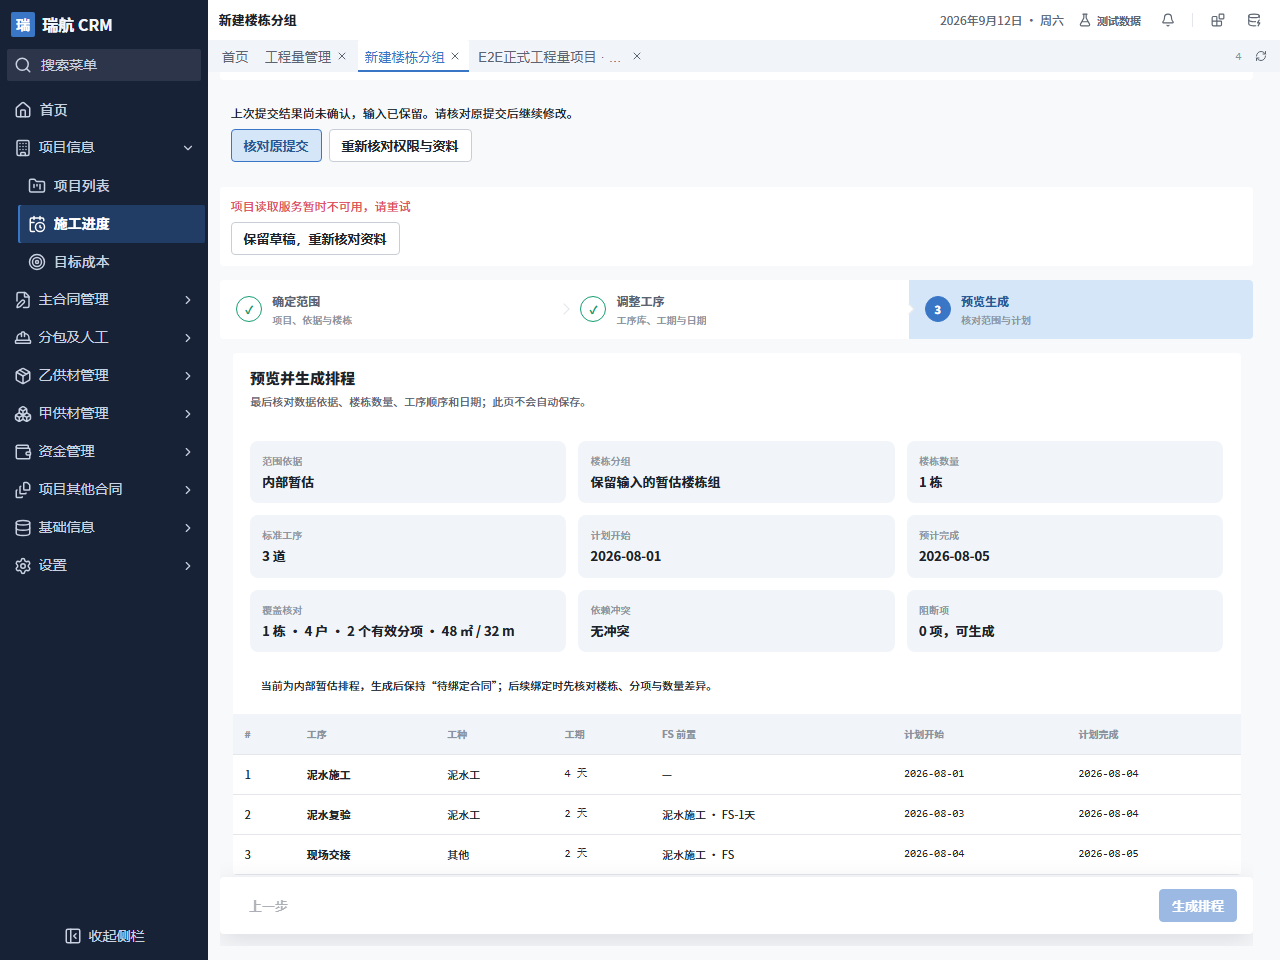 瑞 瑞航 CRM
搜索菜单
首页
项目信息
项目列表
施工进度
目标成本
主合同管理
分包及人工
乙供材管理
甲供材管理
资金管理
项目其他合同
基础信息
设置
收起侧栏
新建楼栋分组
2026年9月12日 · 周六 测试数据
首页 工程量管理 新建楼栋分组 E2E正式工程量项目 · ... 4
上次提交结果尚未确认，输入已保留。请核对原提交后继续修改。
核对原提交 重新核对权限与资料
项目读取服务暂时不可用，请重试
保留草稿，重新核对资料
确定范围
项目、依据与楼栋
调整工序
工序库、工期与日期
3 预览生成
核对范围与计划
预览并生成排程
最后核对数据依据、楼栋数量、工序顺序和日期；此页不会自动保存。
范围依据
内部暂估
楼栋分组
保留输入的暂估楼栋组
楼栋数量
1 栋
标准工序
3 道
计划开始
2026-08-01
预计完成
2026-08-05
覆盖核对
1 栋 · 4 户 · 2 个有效分项 · 48 ㎡ / 32 m
依赖冲突
无冲突
阻断项
0 项，可生成
当前为内部暂估排程，生成后保持“待绑定合同”；后续绑定时先核对楼栋、分项与数量差异。
# 工序 工种 工期 FS 前置 计划开始 计划完成
1 泥水施工 泥水工 4 天 — 2026-08-01 2026-08-04
2 泥水复验 泥水工 2 天 泥水施工 · FS-1天 2026-08-03 2026-08-04
3 现场交接 其他 2 天 泥水施工 · FS 2026-08-04 2026-08-05
上一步 生成排程